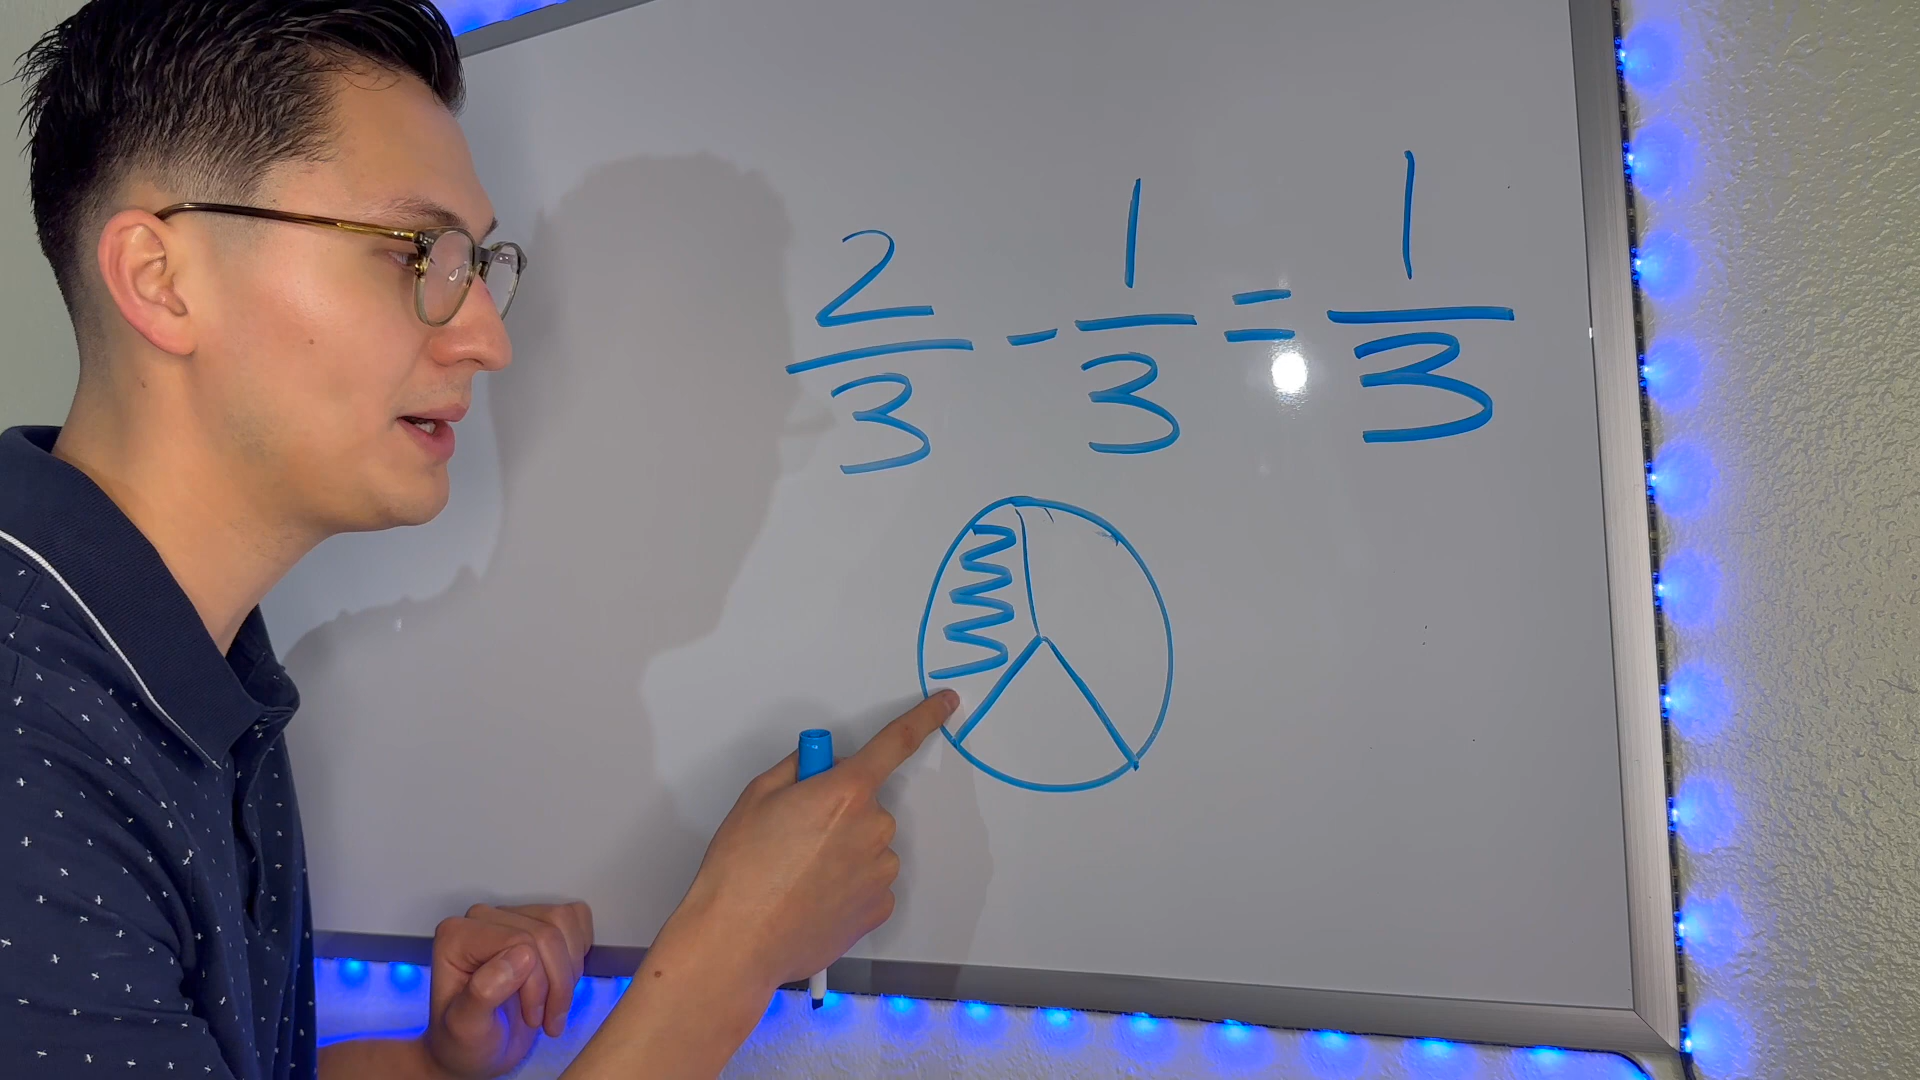 2/3 - 1/3 = 1/3